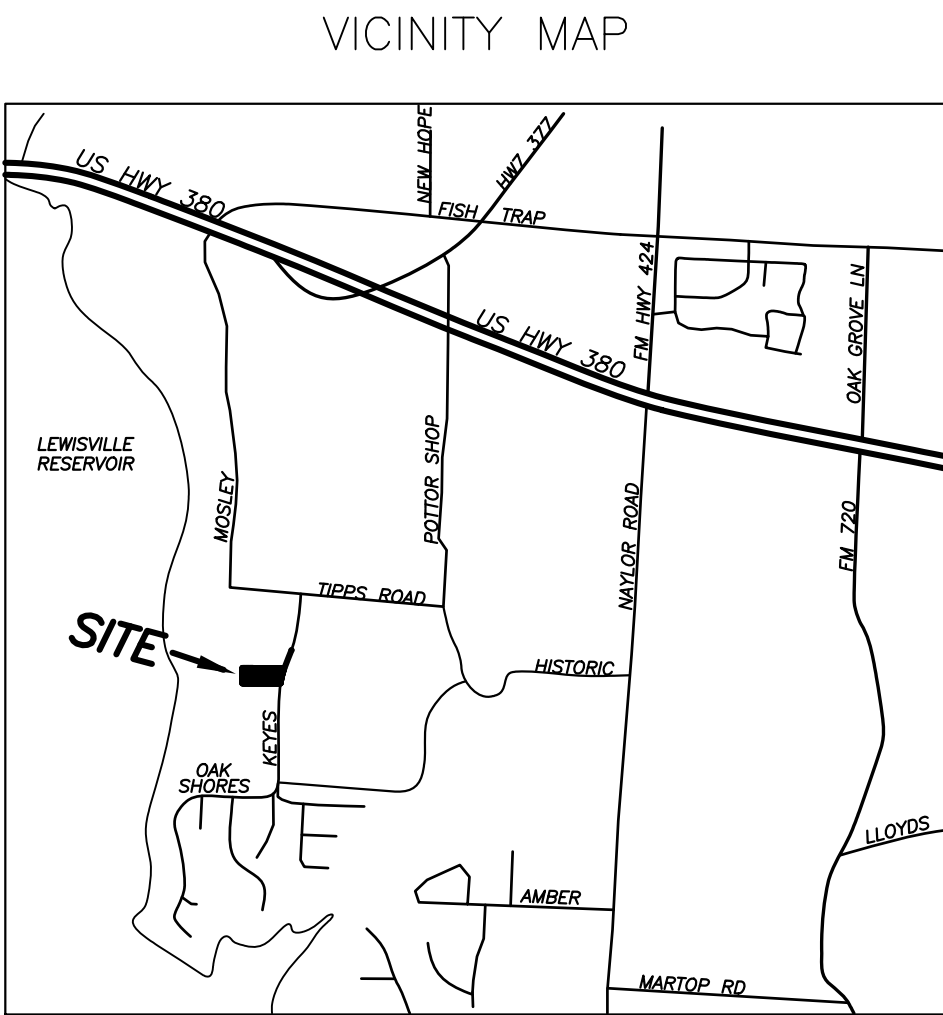 VICINITY MAP
NEW HOPE
HWZ 377
US HWY 380
FISH TRAP
FM HWY 424
OAK GROVE LN
US HWY 380
LEWISVILLE
RESERVOIR
MOSLEY
POTTOR SHOP
NAYLOR ROAD
FM 720
TIPPS ROAD
SITE
HISTORIC
KEYES
OAK
SHORES
LLOYDS
AMBER
MARTOP RD